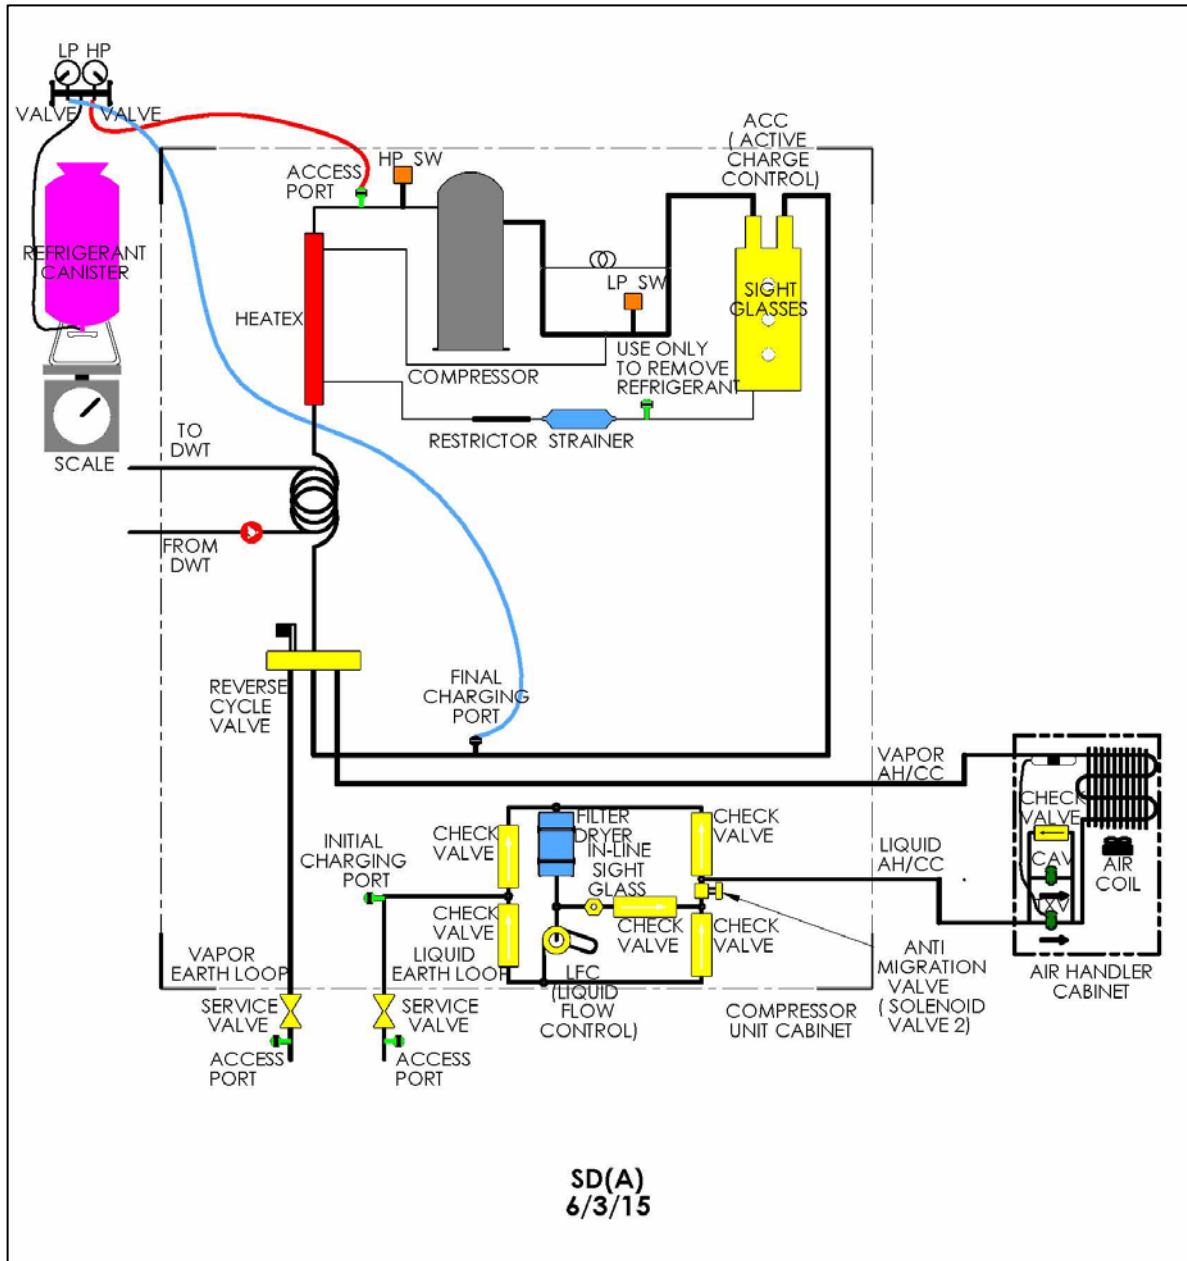 LP HP
VALVE VALVE
REFRIGERANT
CANISTER
SCALE
ACCESS
PORT
HP SW
ACC
( ACTIVE
CHARGE
CONTROL)
HEATEX
COMPRESSOR
LP SW
SIGHT
GLASSES
USE ONLY
TO REMOVE
REFRIGERANT
RESTRICTOR STRAINER
TO
DWT
FROM
DWT
REVERSE
CYCLE
VALVE
FINAL
CHARGING
PORT
VAPOR
AH/CC
LIQUID
AH/CC
INITIAL
CHARGING
PORT
CHECK
VALVE
FILTER
DRYER
IN-LINE
SIGHT
GLASS
CHECK
VALVE
CHECK
VALVE
CHECK
VALVE
CHECK
VALVE
LFC
(LIQUID
FLOW
CONTROL)
CHECK
VALVE
CAV
TXV
AIR
COIL
AIR HANDLER
CABINET
ANTI
MIGRATION
VALVE
( SOLENOID
VALVE 2)
VAPOR
EARTH LOOP
LIQUID
EARTH LOOP
SERVICE
VALVE
SERVICE
VALVE
COMPRESSOR
UNIT CABINET
ACCESS
PORT
ACCESS
PORT
SD(A)
6/3/15